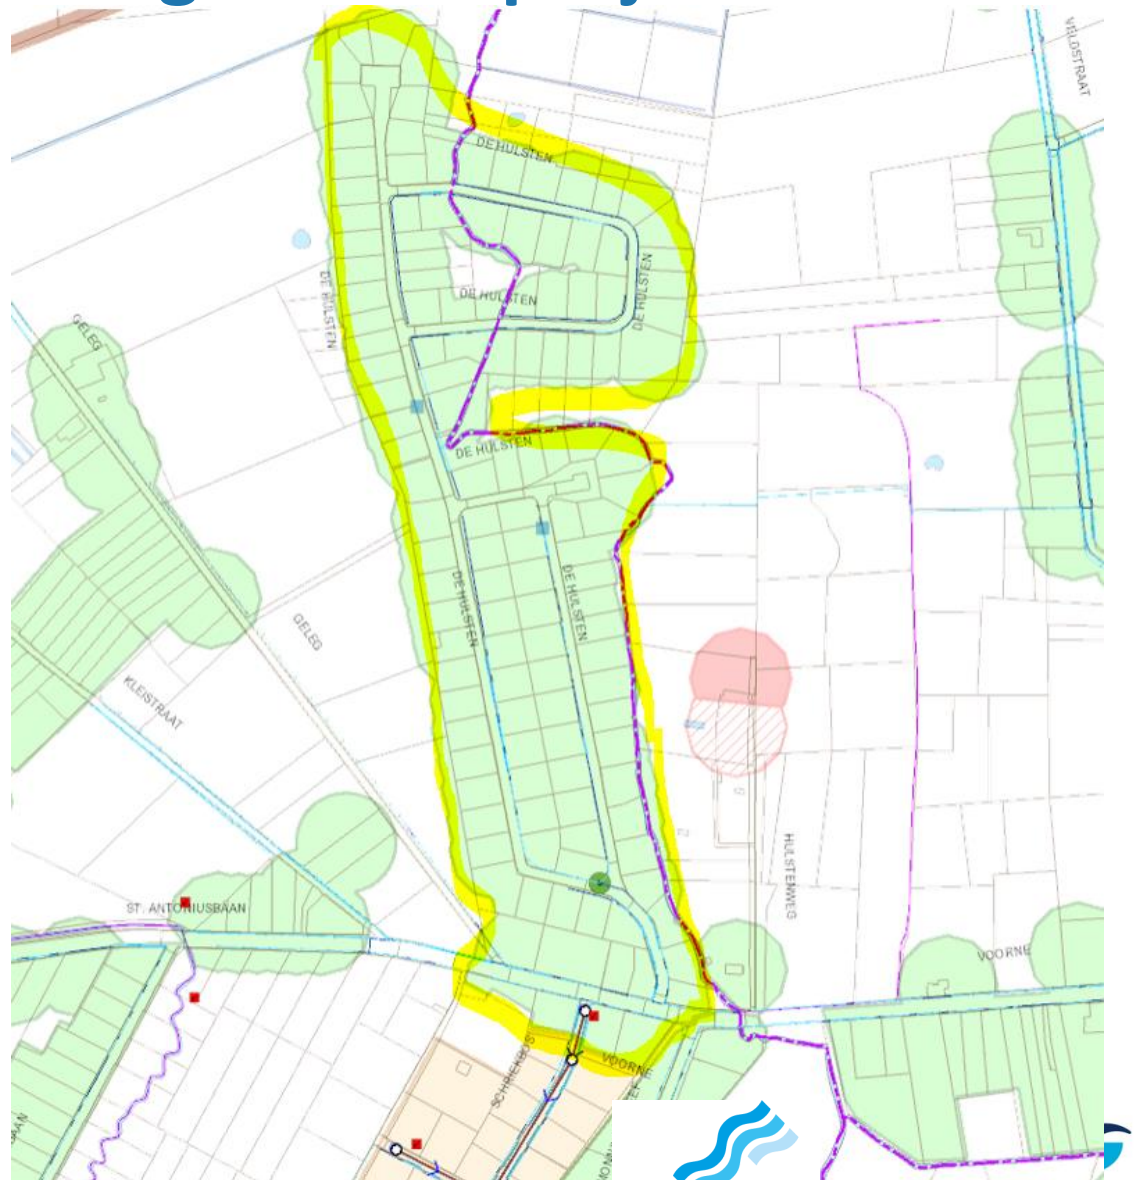 VELDSTRAAT
DE HULSTEN
DE HULSTEN
DE HULSTEN
DE HULSTEN
GELEG
DE HULSTEN
DE HULSTEN
DE HULSTEN
GELEG
KLEISTRAAT
HULSTENWEG
ST. ANTONIUSBAAN
VOORNE
SCHRIEKBOS
VOORNE